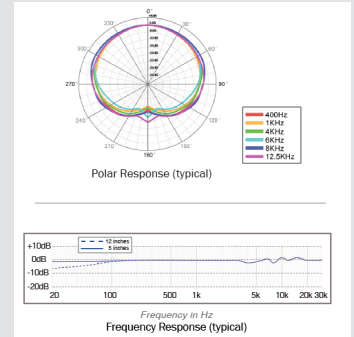 0°
330° 30°
300° 60°
270° 90°
240° 120°
210° 150°
180°
400Hz
1KHz
4KHz
6KHz
8KHz
12.5KHz
Polar Response (typical)
12 inches
5 inches
+10dB
0dB
-10dB
-20dB
20 100 500 1k 5k 10k 20k 30k
Frequency in Hz
Frequency Response (typical)